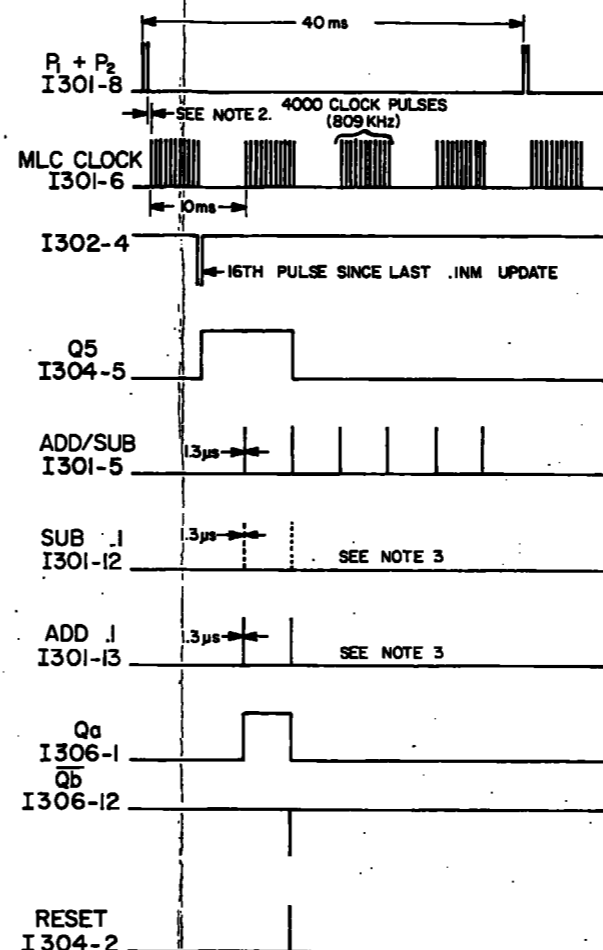 40ms
P1 + P2
I301-8
SEE NOTE 2.
4000 CLOCK PULSES
(809 KHz)
MLC CLOCK
I301-6
10ms
I302-4
16TH PULSE SINCE LAST .1NM UPDATE
Q5
I304-5
ADD/SUB
I301-5
1.3µs
SUB .1
I301-12
1.3µs
SEE NOTE 3
ADD .1
I301-13
1.3µs
SEE NOTE 3
Qa
I306-1
Q̅b̅
I306-12
RESET
I304-2